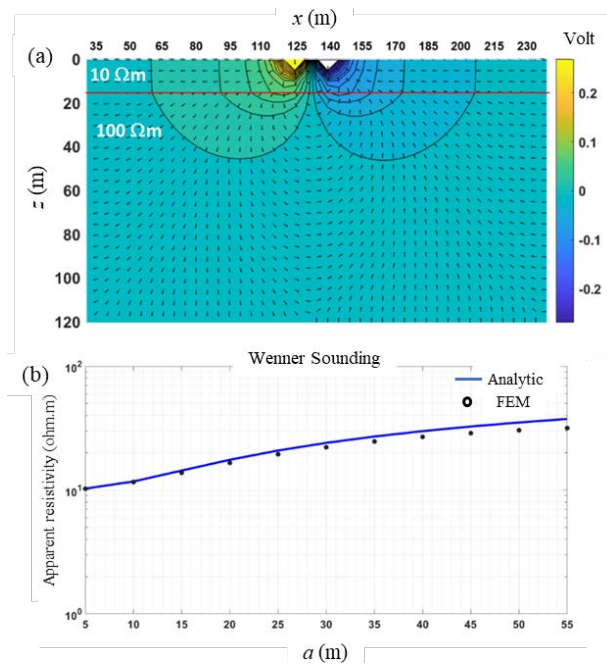 x (m)
(a)
35 50 65 80 95 110 125 140 155 170 185 200 215 230
Volt
0
20
40
60
80
100
120
z (m)
10 Ωm
100 Ωm
0.2
0.1
0
-0.1
-0.2
Wenner Sounding
(b)
Analytic
FEM
10²
10¹
10⁰
Apparent resistivity (ohm.m)
5 10 15 20 25 30 35 40 45 50 55
a (m)